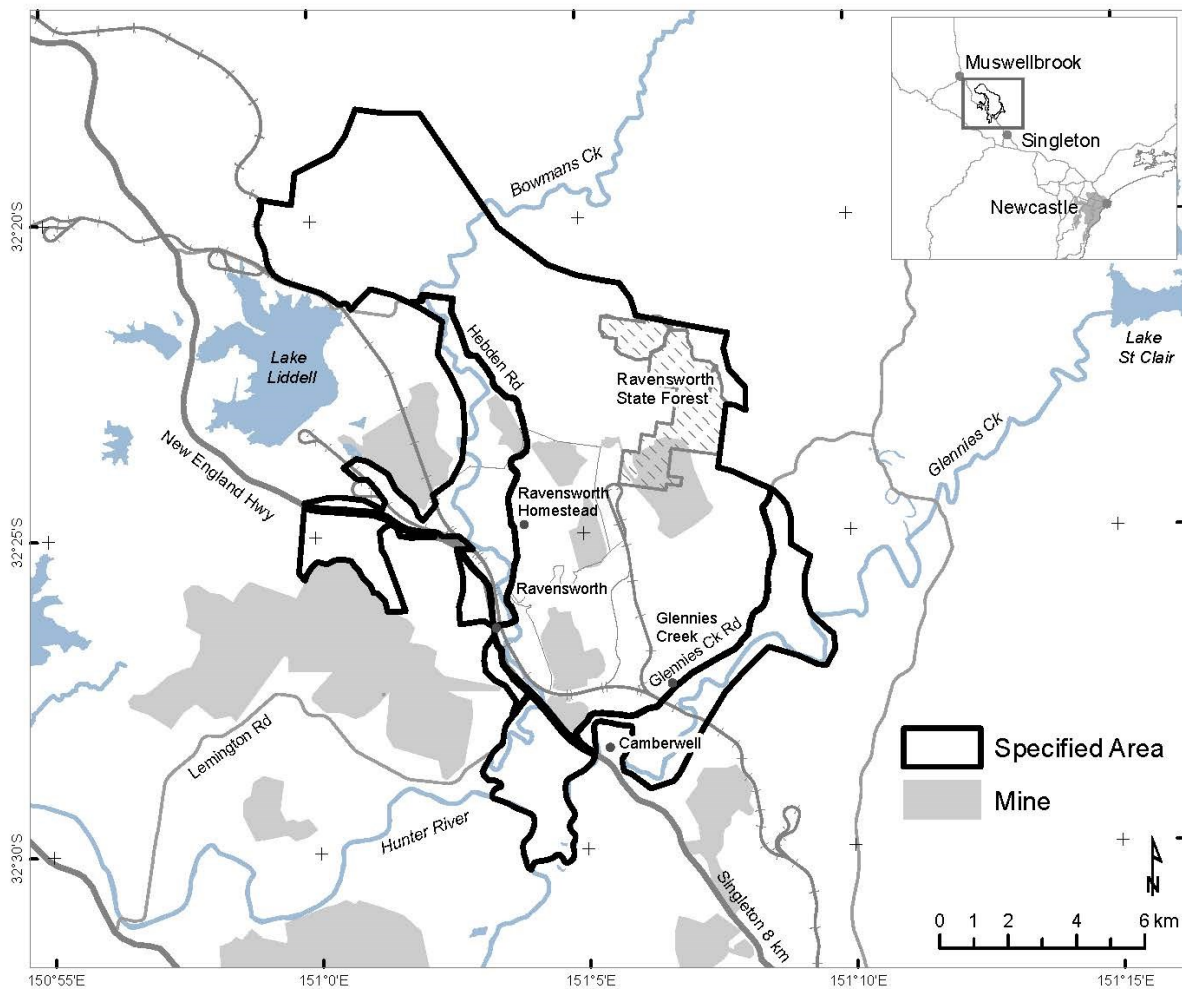 Muswellbrook
Singleton
Newcastle
Bowmans Ck
32°20'S
Lake
Liddell
Hebden Rd
Ravensworth
State Forest
Lake
St Clair
Glennies Ck
New England Hwy
Ravensworth
Homestead
32°25'S
Ravensworth
Glennies
Creek
Glennies Ck Rd
Camberwell
Lemington Rd
Hunter River
Singleton 8 km
32°30'S
Specified Area
Mine
N
0 1 2 4 6 km
150°55'E
151°0'E
151°5'E
151°10'E
151°15'E